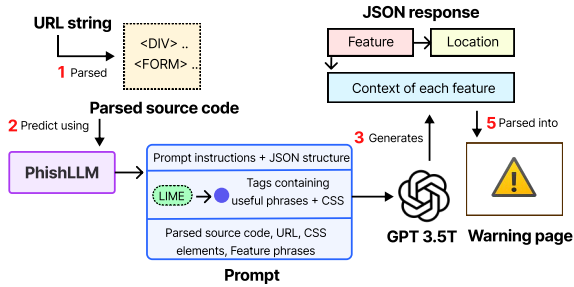 URL string
<DIV> ..
<FORM> ..
1 Parsed
Parsed source code
2 Predict using
PhishLLM
Prompt instructions + JSON structure
LIME
Tags containing
useful phrases + CSS
Parsed source code, URL, CSS
elements, Feature phrases
Prompt
GPT 3.5T
3 Generates
JSON response
Feature
Location
Context of each feature
5 Parsed into
Warning page